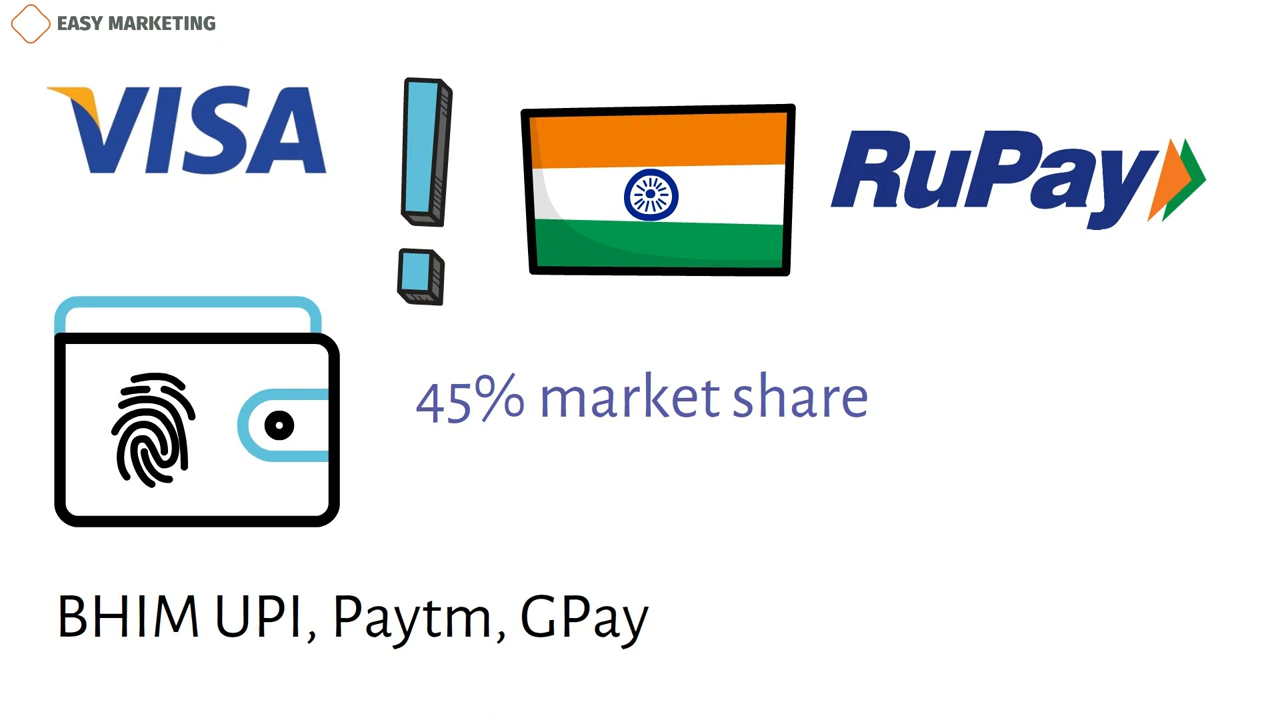 EASY MARKETING
VISA
RuPay
45% market share
BHIM UPI, Paytm, GPay